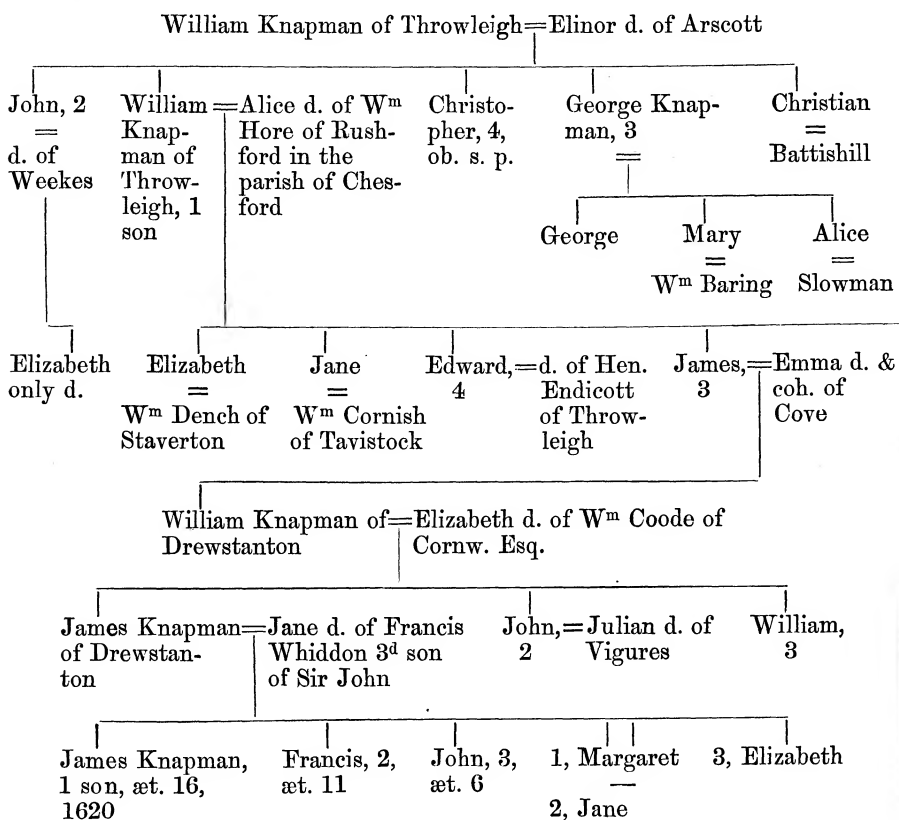 William Knapman of Throwleigh=Elinor d. of Arscott
John, 2
=
d. of
Weekes
William
Knap-
man of
Throw-
leigh, 1
son
=
Alice d. of Wᵐ
Hore of Rush-
ford in the
parish of Ches-
ford
Christo-
pher, 4,
ob. s. p.
George Knap-
man, 3
=
Christian
=
Battishill
George
Mary
=
Wᵐ Baring
Alice
=
Slowman
Elizabeth
only d.
Elizabeth
=
Wᵐ Dench of
Staverton
Jane
=
Wᵐ Cornish
of Tavistock
Edward,=d. of Hen.
4
Endicott
of Throw-
leigh
James,=Emma d. &
3
coh. of
Cove
William Knapman of=Elizabeth d. of Wᵐ Coode of
Drewstanton
Cornw. Esq.
James Knapman=Jane d. of Francis
of Drewstan-
ton
Whiddon 3ᵈ son
of Sir John
John,=Julian d. of
2
Vigures
William,
3
James Knapman,
1 son, æt. 16,
1620
Francis, 2,
æt. 11
John, 3,
æt. 6
1, Margaret
—
2, Jane
3, Elizabeth